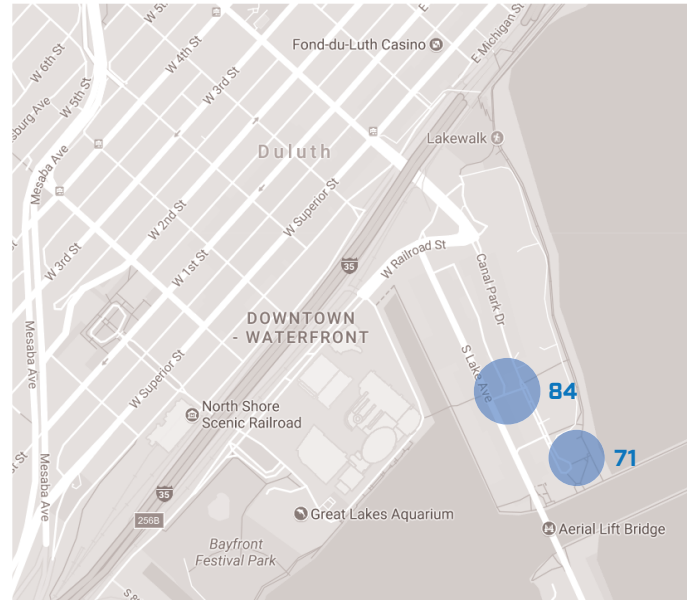 W 5th
Fond-du-Luth Casino
E Michigan St
W 6th St
W 4th St
W 5th St
W 3rd St
Mesaba Ave
Lakewalk
Duluth
W Superior St
W 2nd St
W 3rd St
W 1st St
W Railroad St
35
Canal Park Dr
DOWNTOWN
- WATERFRONT
Mesaba Ave
S Lake Ave
W Superior St
84
North Shore
Scenic Railroad
71
Mesaba Ave
35
256B
Great Lakes Aquarium
Aerial Lift Bridge
Bayfront
Festival Park